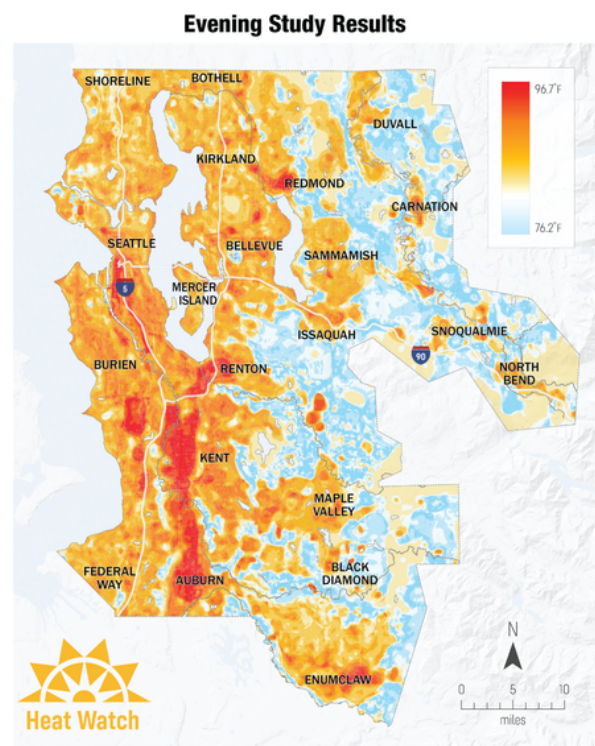 Evening Study Results
SHORELINE
BOTHELL
96.7°F
DUVALL
KIRKLAND
REDMOND
CARNATION
76.2°F
SEATTLE
BELLEVUE
SAMMAMISH
5
MERCER
ISLAND
ISSAQUAH
SNOQUALMIE
90
BURIEN
RENTON
NORTH
BEND
KENT
MAPLE
VALLEY
FEDERAL
WAY
AUBURN
BLACK
DIAMOND
N
ENUMCLAW
0 5 10
miles
Heat Watch